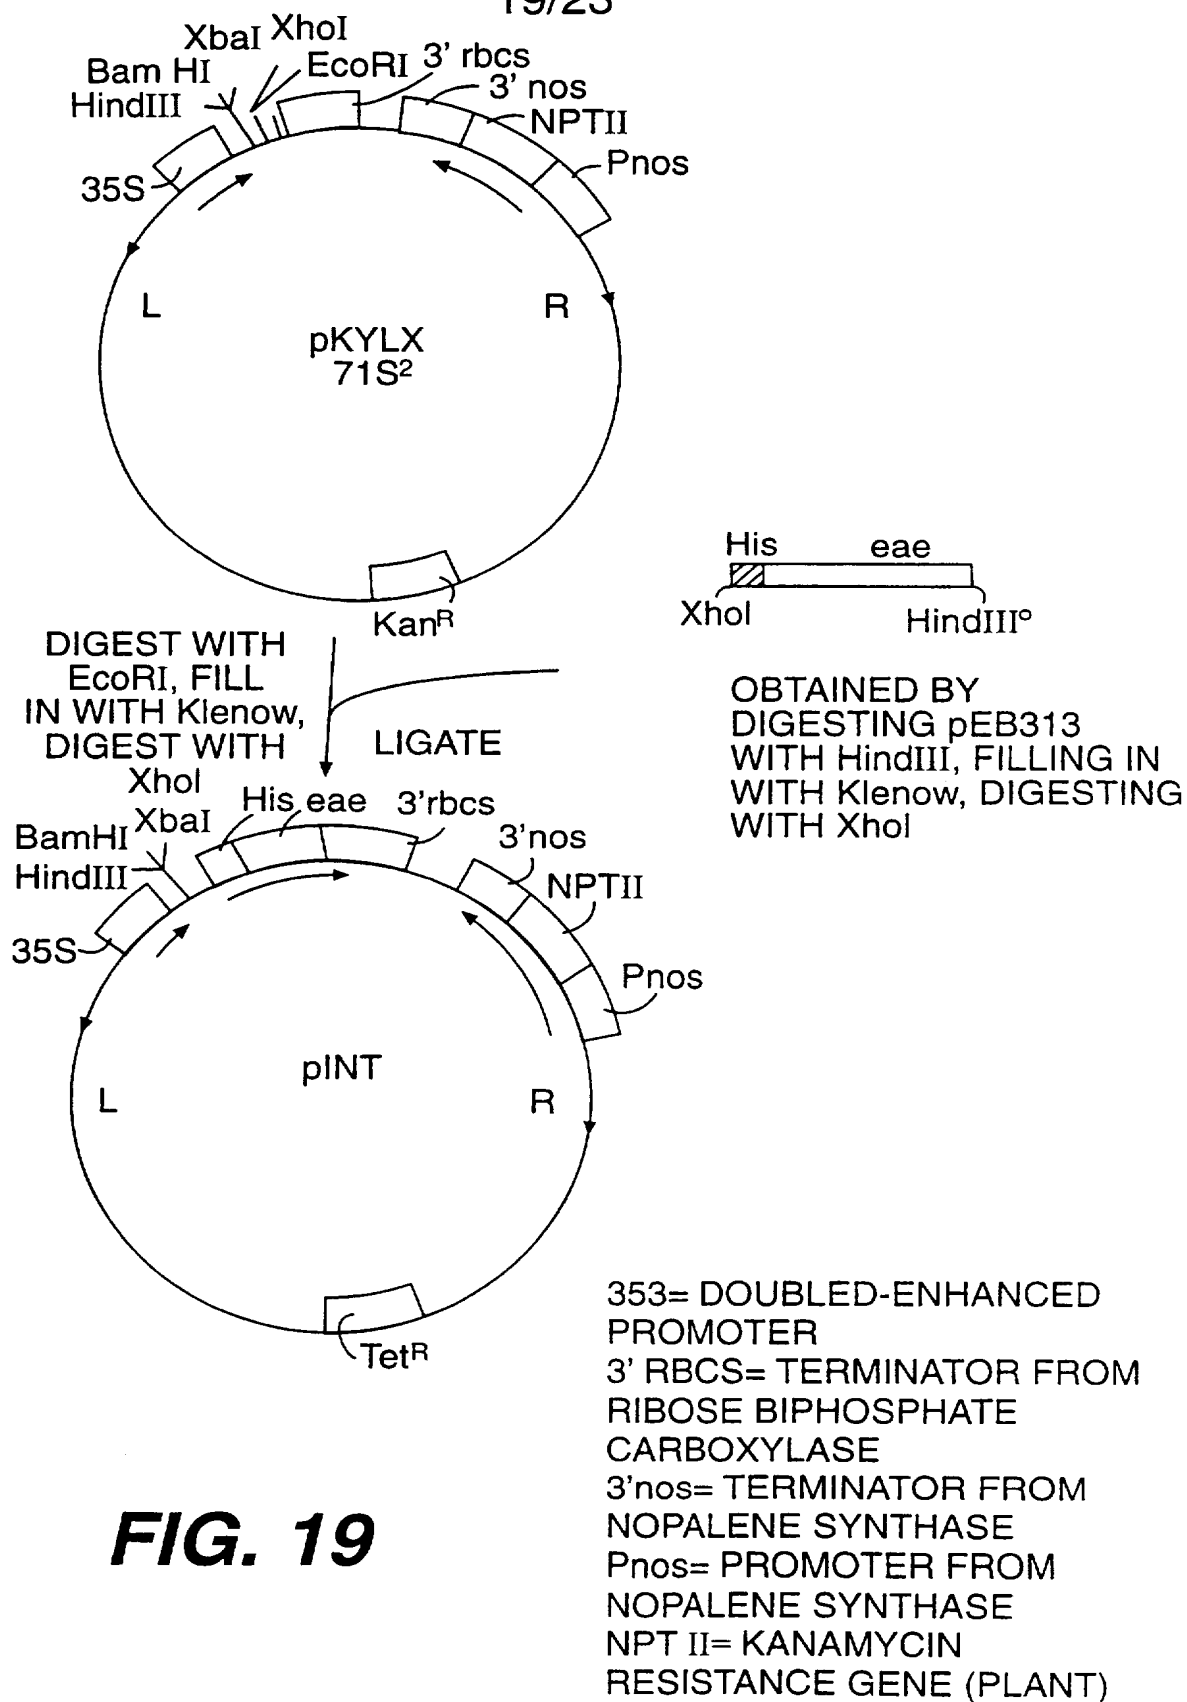 19/23
XbaI XhoI
Bam HI
EcoRI
3' rbcs
HindIII
3' nos
NPTII
Pnos
35S
L
R
pKYLX
71S²
His
eae
XhoI
HindIIIº
Kanᴿ
DIGEST WITH
EcoRI, FILL
IN WITH Klenow,
DIGEST WITH
XhoI
LIGATE
OBTAINED BY
DIGESTING pEB313
WITH HindIII, FILLING IN
WITH Klenow, DIGESTING
WITH XhoI
His eae
3'rbcs
XbaI
BamHI
3'nos
HindIII
NPTII
35S
Pnos
pINT
L
R
Tetᴿ
353= DOUBLED-ENHANCED
PROMOTER
3' RBCS= TERMINATOR FROM
RIBOSE BIPHOSPHATE
CARBOXYLASE
3'nos= TERMINATOR FROM
NOPALENE SYNTHASE
Pnos= PROMOTER FROM
NOPALENE SYNTHASE
NPT II= KANAMYCIN
RESISTANCE GENE (PLANT)
FIG. 19